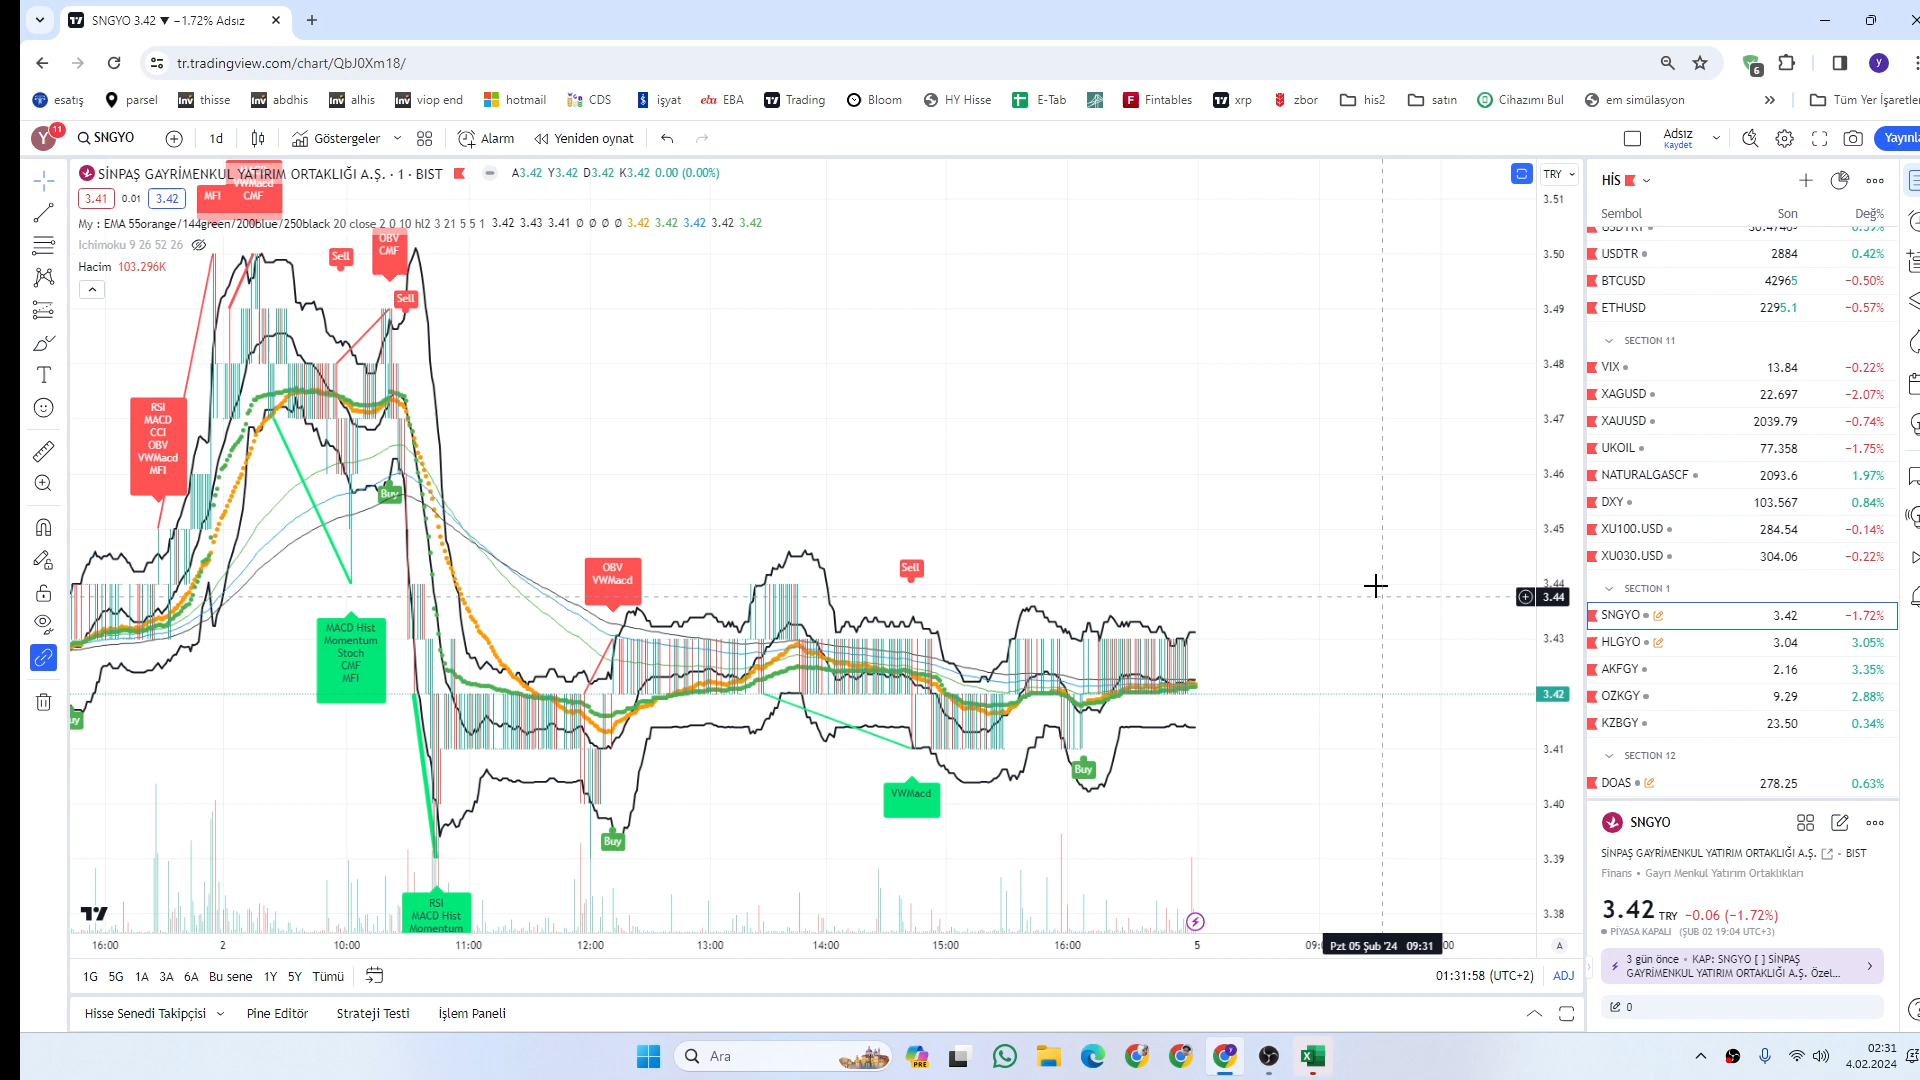 SNGYO 3.42 ▼ −1.72% Adsız
tr.tradingview.com/chart/QbJ0Xm18/
6
y
esatış
parsel
thisse
abdhis
alhis
viop end
hotmail
CDS
işyat
EBA
Trading
Bloom
HY Hisse
E-Tab
Fintables
xrp
zbor
his2
satın
Cihazımı Bul
em simülasyon
Tüm Yer İşaretle
Y
11
SNGYO
1d
Göstergeler
Alarm
Yeniden oynat
Adsız
Kaydet
Yayınla
SİNPAŞ GAYRİMENKUL YATIRIM ORTAKLIĞI A.Ş. · 1 · BIST
A3.42 Y3.42 D3.42 K3.42 0.00 (0.00%)
3.41 0.01 3.42
My : EMA 55orange/144green/200blue/250black 20 close 2 0 10 hl2 3 21 5 5 1 3.42 3.43 3.41 ∅ ∅ ∅ ∅ 3.42 3.42 3.42 3.42 3.42
Ichimoku 9 26 52 26
Hacim 103.296K
VWMacd
MFI CMF
Sell
OBV
CMF
Sell
RSI
MACD
CCI
OBV
VWMacd
MFI
Buy
OBV
VWMacd
Sell
MACD Hist
Momentum
Stoch
CMF
MFI
uy
Buy
VWMacd
Buy
RSI
MACD Hist
Momentum
TRY
3.51
3.50
3.49
3.48
3.47
3.46
3.45
3.44
3.44
3.43
3.42
3.41
3.40
3.39
3.38
16:00 2 10:00 11:00 12:00 13:00 14:00 15:00 16:00 5 09: Pzt 05 Şub '24 09:31 00
A
1G 5G 1A 3A 6A Bu sene 1Y 5Y Tümü
01:31:58 (UTC+2) ADJ
Hisse Senedi Takipçisi
Pine Editör
Strateji Testi
İşlem Paneli
HİS
Sembol Son Değ%
USDTR 2884 0.42%
BTCUSD 42965 −0.50%
ETHUSD 2295.1 −0.57%
SECTION 11
VIX 13.84 −0.22%
XAGUSD 22.697 −2.07%
XAUUSD 2039.79 −0.74%
UKOIL 77.358 −1.75%
NATURALGASCF 2093.6 1.97%
DXY 103.567 0.84%
XU100.USD 284.54 −0.14%
XU030.USD 304.06 −0.22%
SECTION 1
SNGYO 3.42 −1.72%
HLGYO 3.04 3.05%
AKFGY 2.16 3.35%
OZKGY 9.29 2.88%
KZBGY 23.50 0.34%
SECTION 12
DOAS 278.25 0.63%
SNGYO
SİNPAŞ GAYRİMENKUL YATIRIM ORTAKLIĞI A.Ş. - BIST
Finans • Gayri Menkul Yatırım Ortaklıkları
3.42 TRY −0.06 (−1.72%)
PİYASA KAPALI (ŞUB 02 19:04 UTC+3)
3 gün önce • KAP: SNGYO [ ] SİNPAŞ
GAYRİMENKUL YATIRIM ORTAKLIĞI A.Ş. Özel...
0
Ara
PRE
02:31
4.02.2024